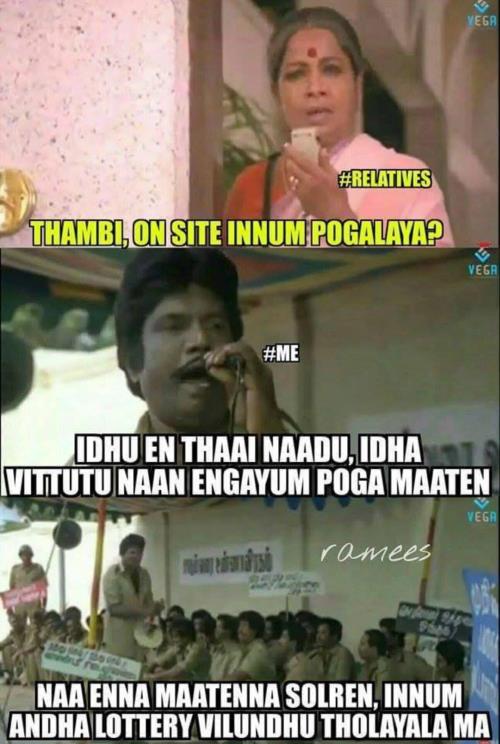 VEGA
#RELATIVES
THAMBI, ON SITE INNUM POGALAYA?
VEGA
#ME
IDHU EN THAAI NAADU, IDHA
VITTUTU NAAN ENGAYUM POGA MAATEN
VEGA
ramees
NAA ENNA MAATENNA SOLREN, INNUM
ANDHA LOTTERY VILUNDHU THOLAYALA MA